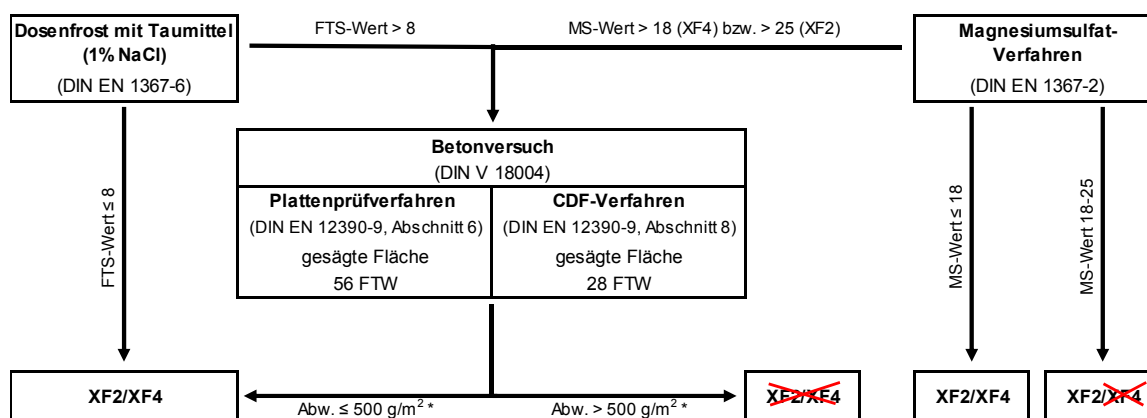 Dosenfrost mit Taumittel
(1% NaCl)
(DIN EN 1367-6)
FTS-Wert > 8
MS-Wert > 18 (XF4) bzw. > 25 (XF2)
Magnesiumsulfat-
Verfahren
(DIN EN 1367-2)
Betonversuch
(DIN V 18004)
Plattenprüfverfahren
(DIN EN 12390-9, Abschnitt 6)
gesägte Fläche
56 FTW
CDF-Verfahren
(DIN EN 12390-9, Abschnitt 8)
gesägte Fläche
28 FTW
FTS-Wert ≤ 8
MS-Wert ≤ 18
MS-Wert 18-25
XF2/XF4
Abw. ≤ 500 g/m² *
Abw. > 500 g/m² *
XF2/XF4
XF2/XF4
XF2/XF4